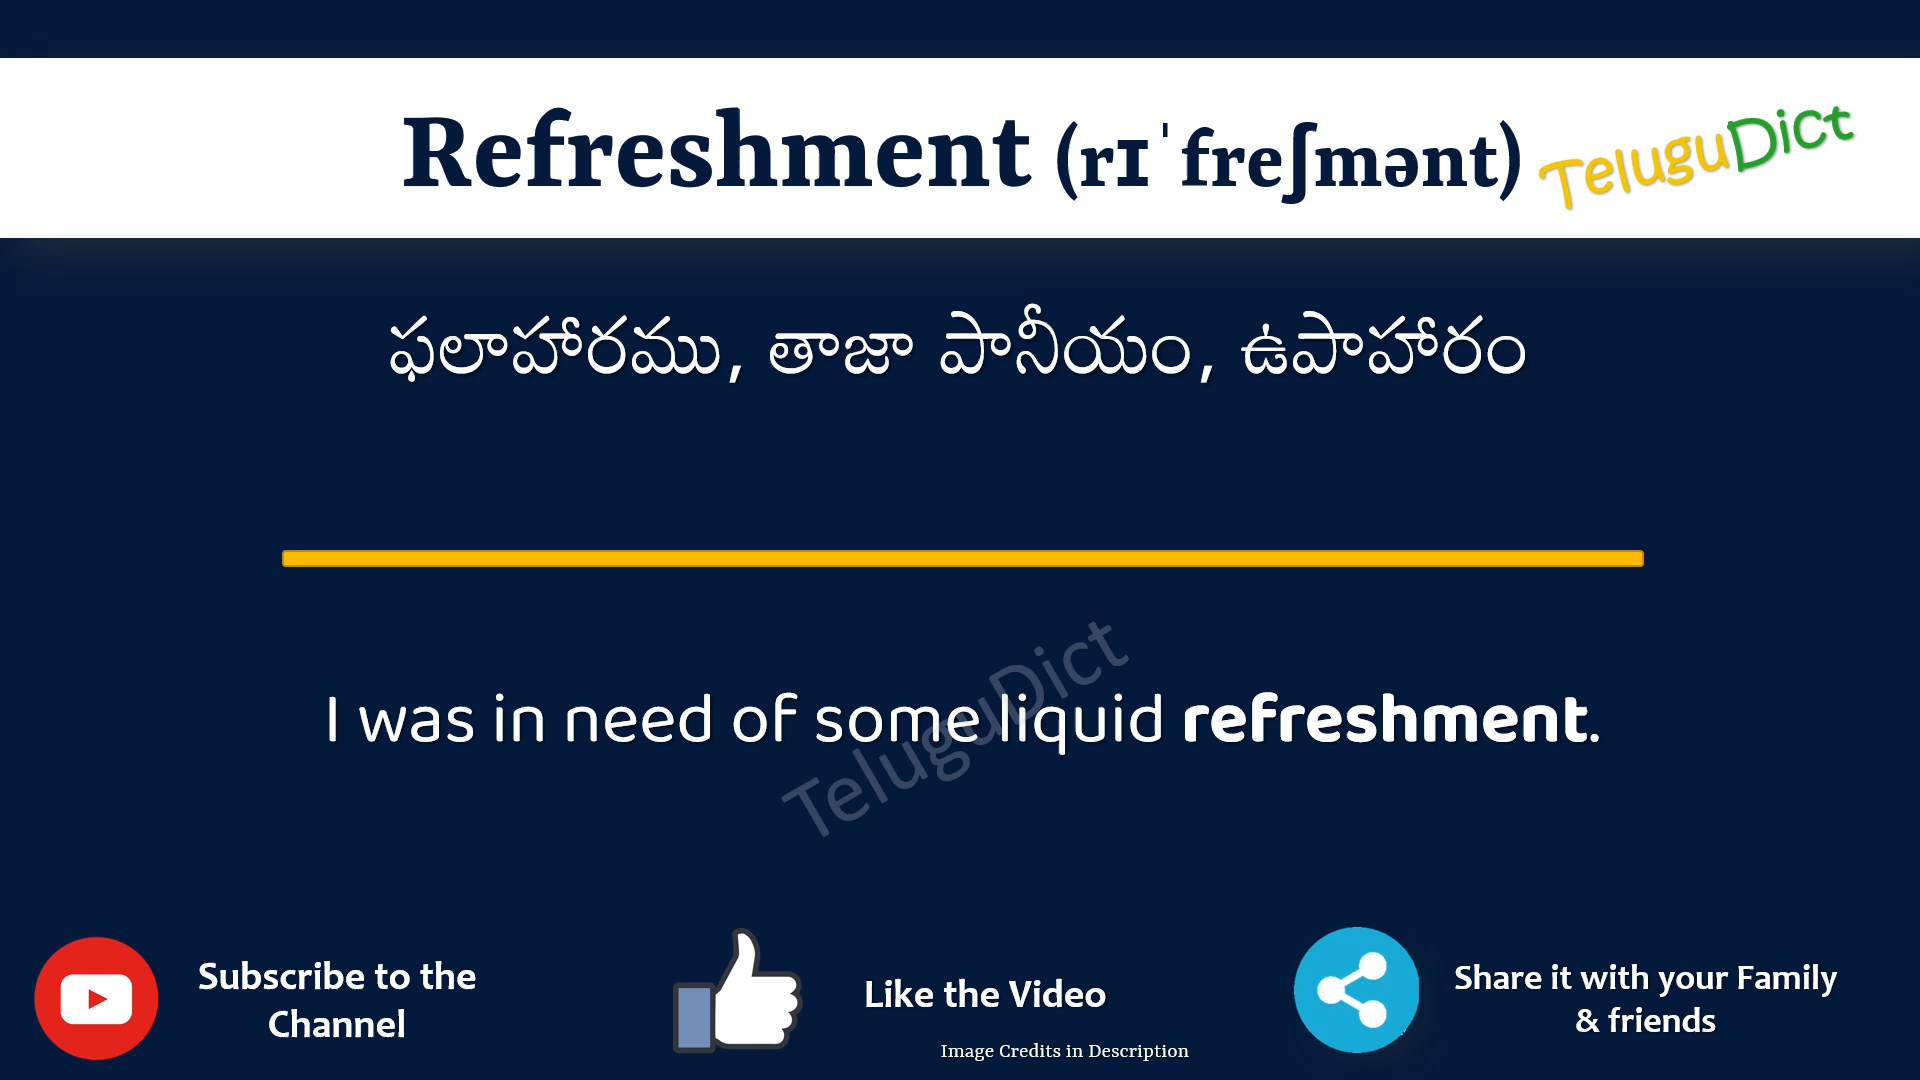 Refreshment (rɪˈfreʃmənt)
TeluguDict
ఫలాహారము, తాజా పానీయం, ఉపాహారం
I was in need of some liquid refreshment.
TeluguDict
Subscribe to the
Channel
Like the Video
Share it with your Family
& friends
Image Credits in Description